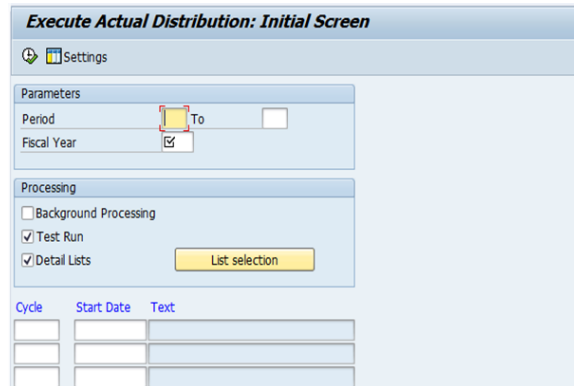 Execute Actual Distribution: Initial Screen
Settings
Parameters
Period To
Fiscal Year
Processing
Background Processing
Test Run
Detail Lists List selection
Cycle Start Date Text